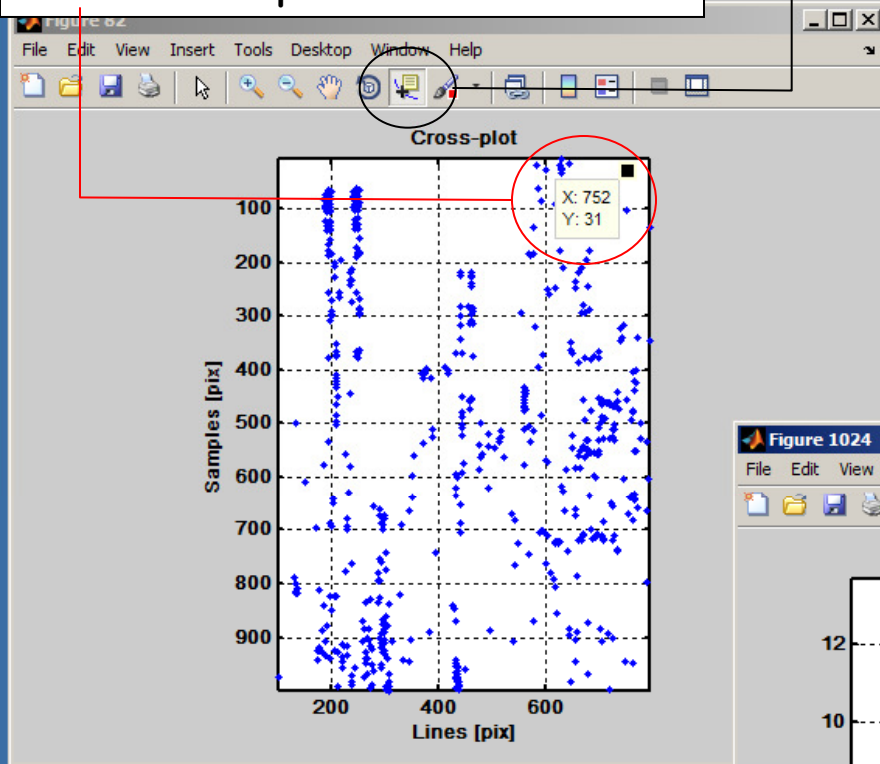 Figure 82
File Edit View Insert Tools Desktop Window Help
Cross-plot
X: 752
Y: 31
100
200
300
400
500
600
700
800
900
Samples [pix]
200 400 600
Lines [pix]
Figure 1024
File Edit View
12
10